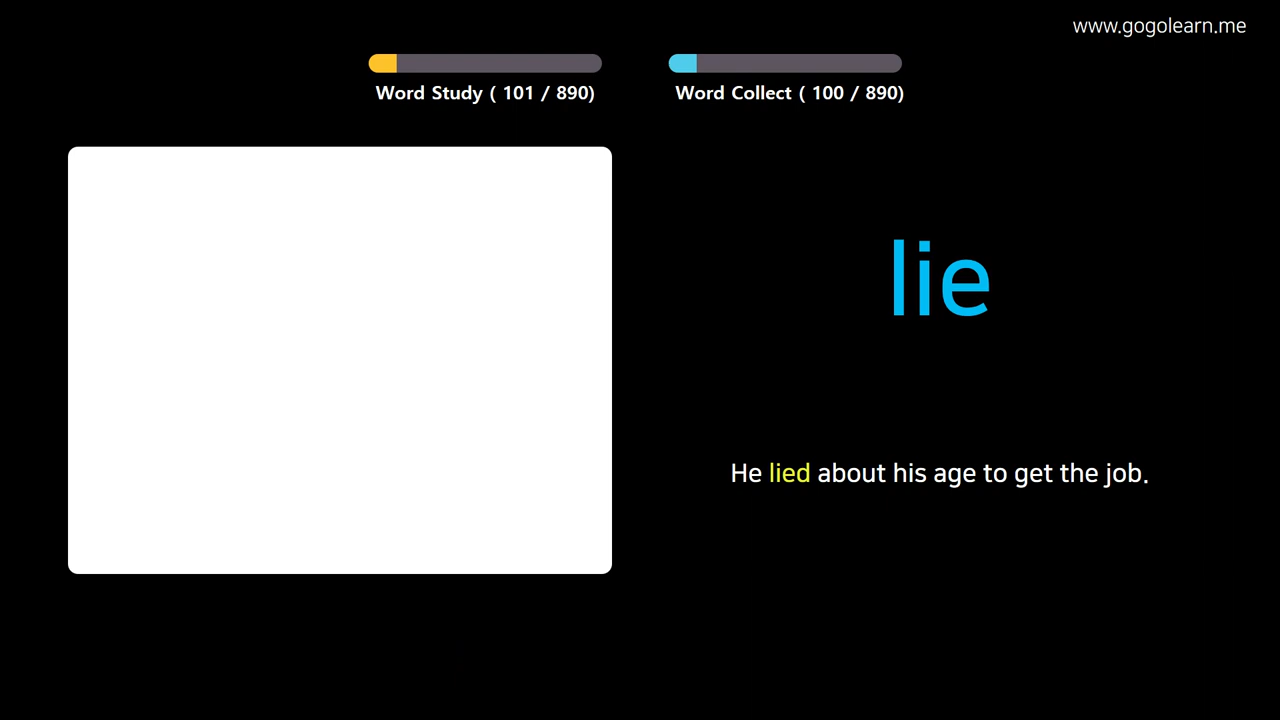 www.gogolearn.me
Word Study ( 101 / 890)
Word Collect ( 100 / 890)
lie
He lied about his age to get the job.